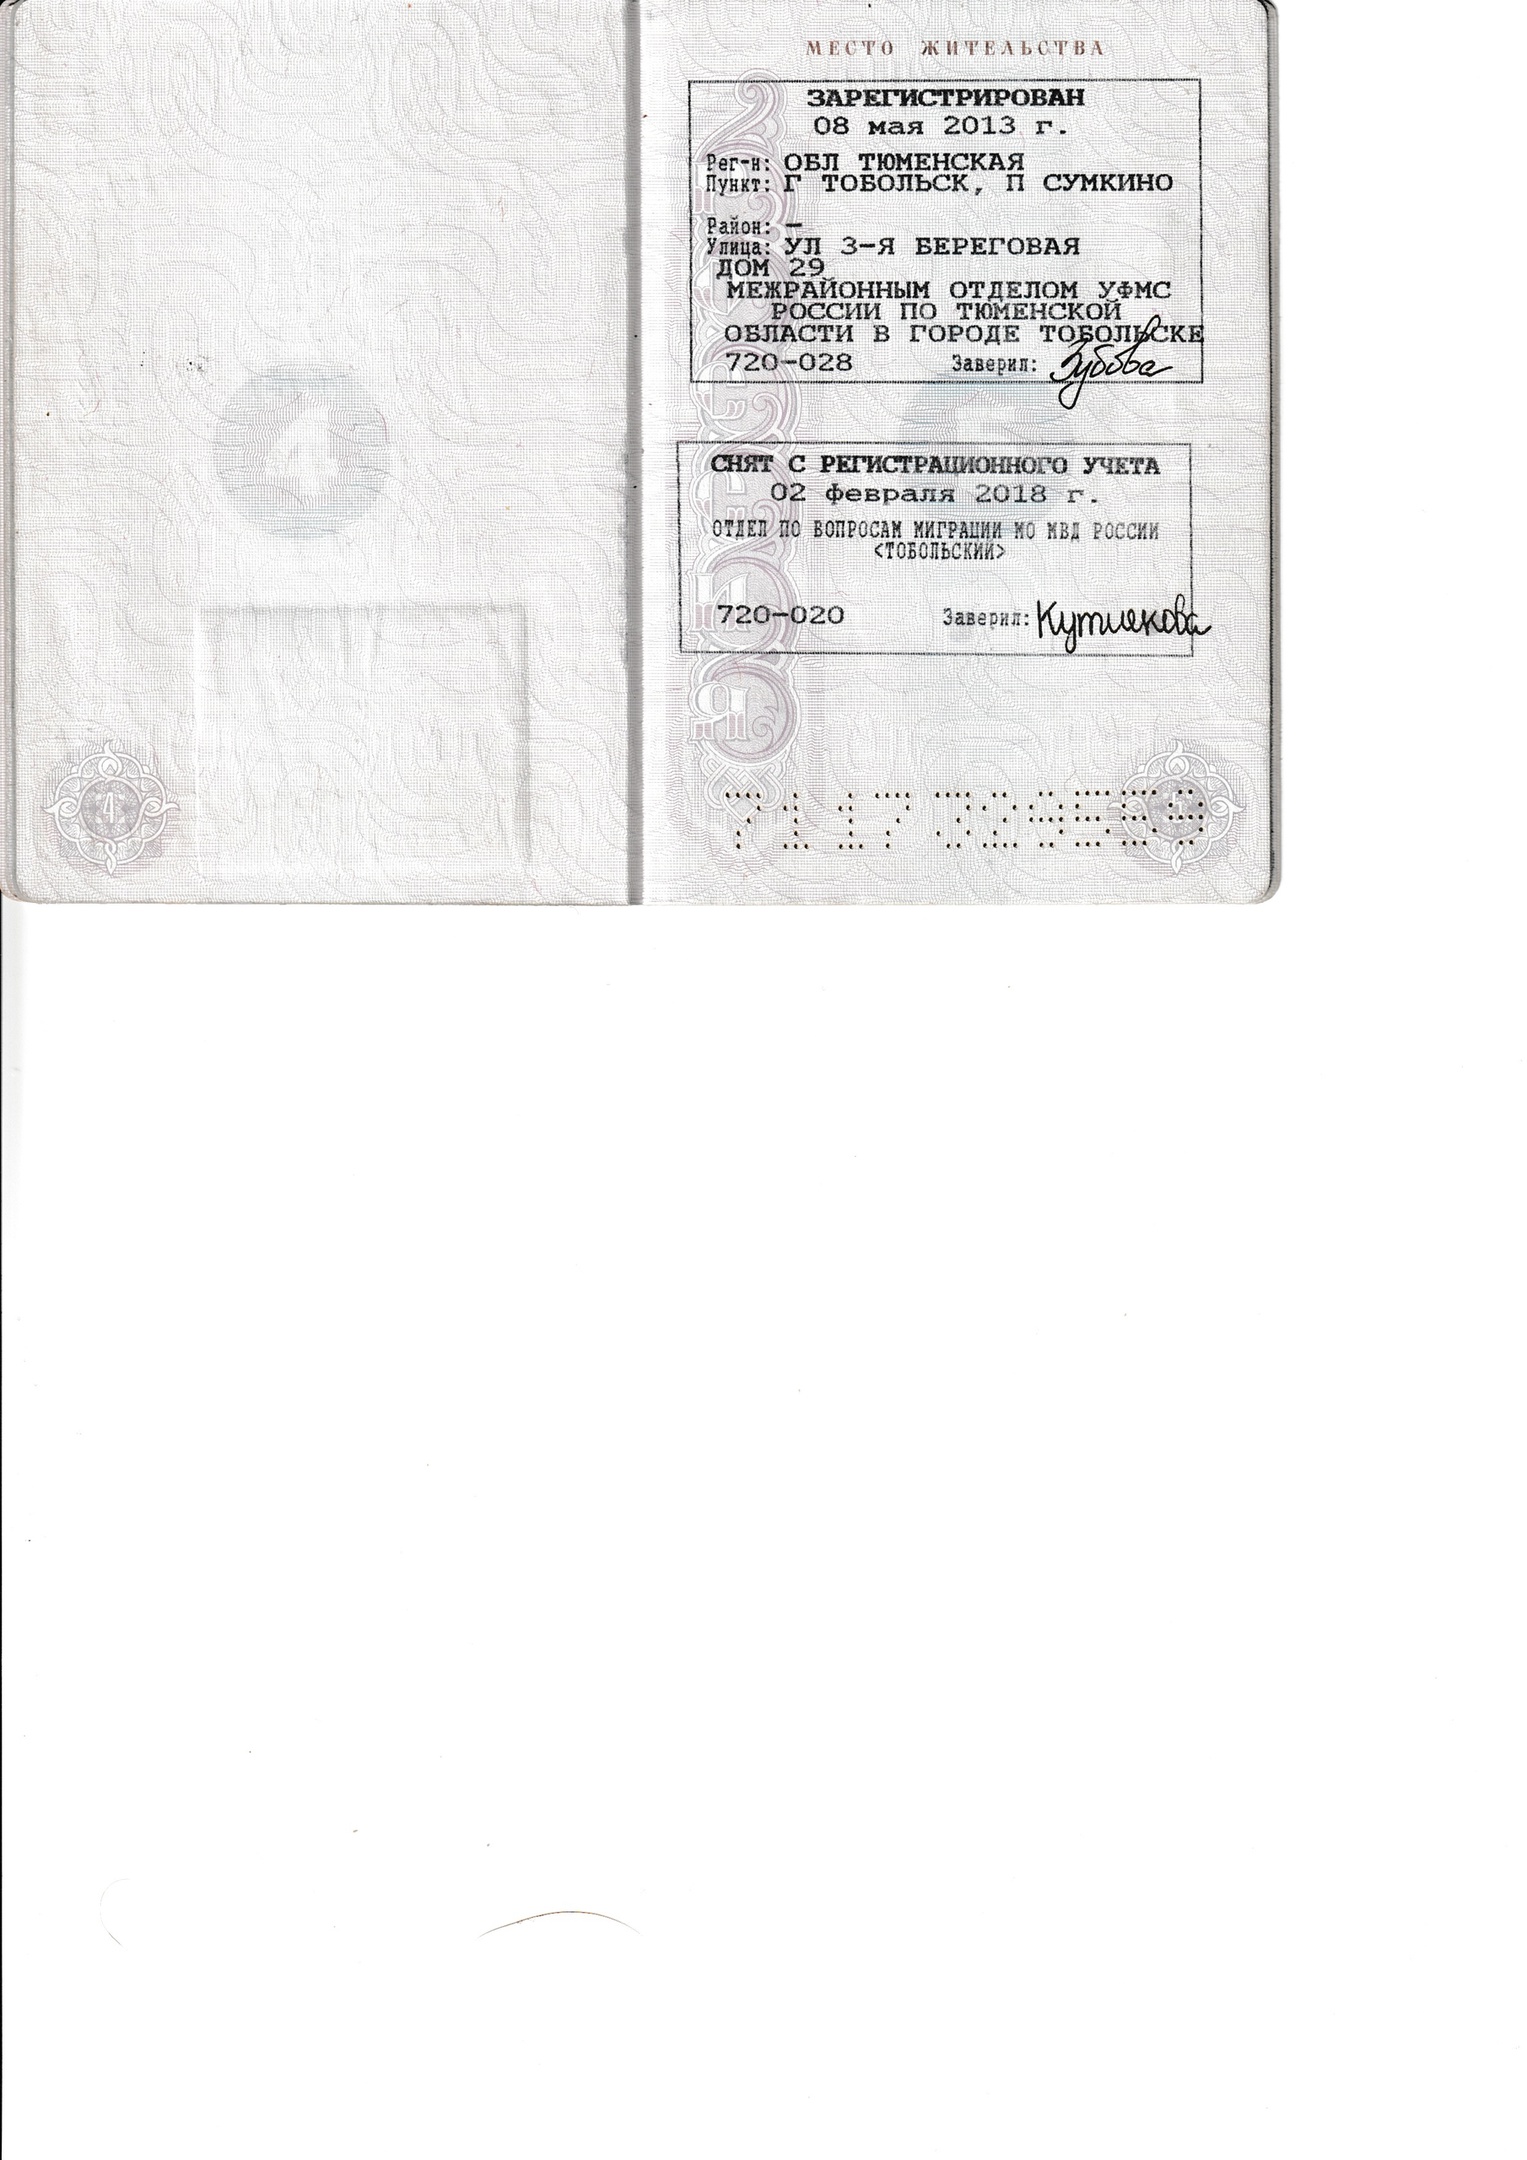 МЕСТО ЖИТЕЛЬСТВА
ЗАРЕГИСТРИРОВАН
08 мая 2013 г.
Рег-н: ОБЛ ТЮМЕНСКАЯ
Пункт: Г ТОБОЛЬСК, П СУМКИНО
Район: –
Улица: УЛ 3-Я БЕРЕГОВАЯ
ДОМ 29
МЕЖРАЙОННЫМ ОТДЕЛОМ УФМС
РОССИИ ПО ТЮМЕНСКОЙ
ОБЛАСТИ В ГОРОДЕ ТОБОЛЬСКЕ
720-028 Заверил: Зубова
СНЯТ С РЕГИСТРАЦИОННОГО УЧЕТА
02 февраля 2018 г.
ОТДЕЛ ПО ВОПРОСАМ МИГРАЦИИ МО МВД РОССИИ
<ТОБОЛЬСКИЙ>
720-020 Заверил:
4